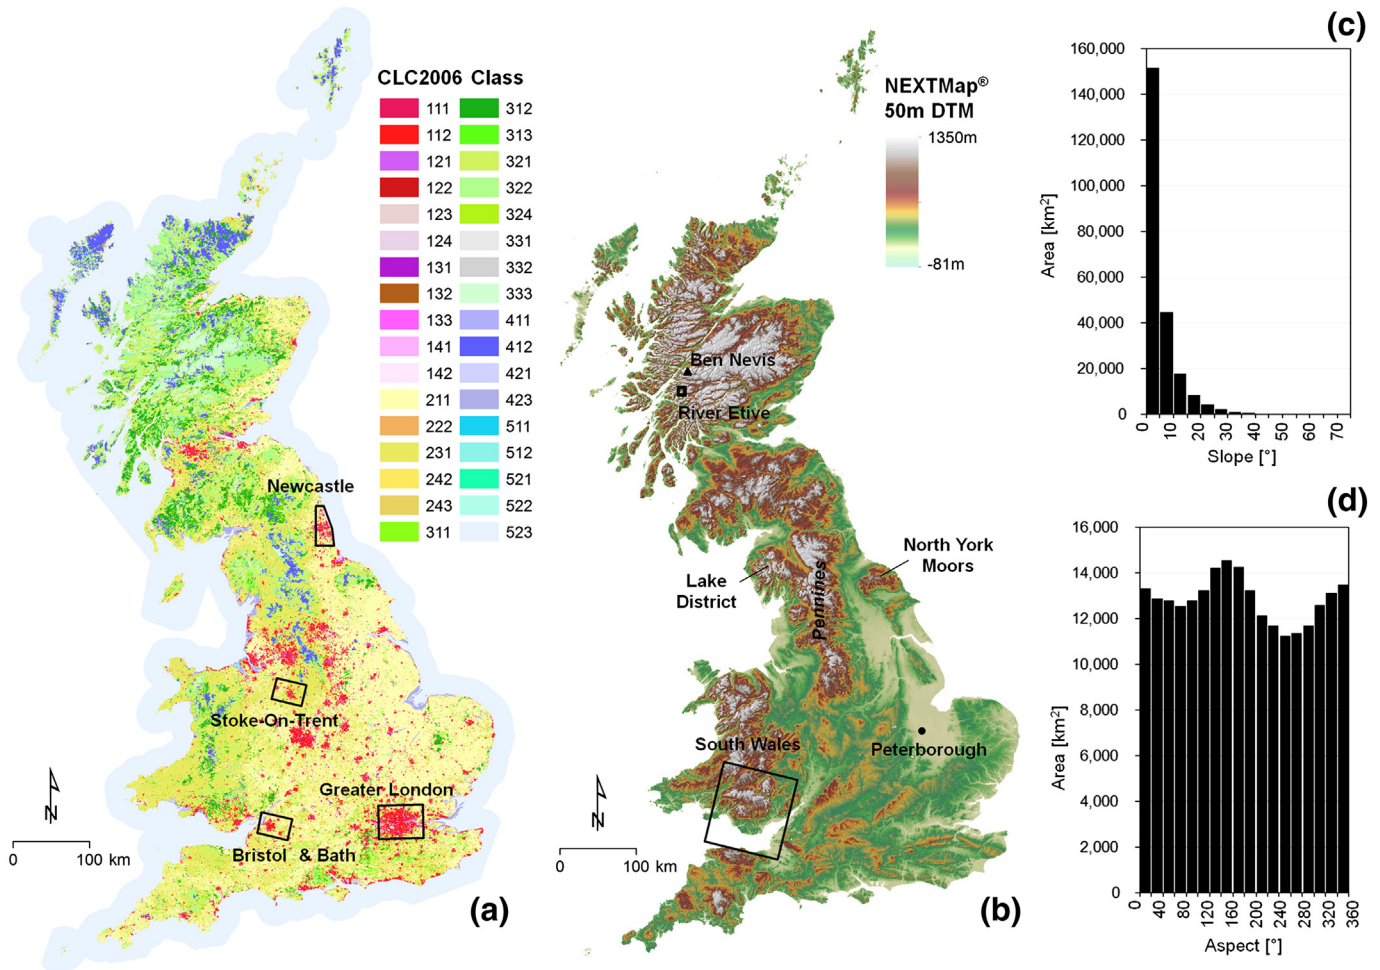 CLC2006 Class
111 312
112 313
121 321
122 322
123 324
124 331
131 332
132 333
133 411
141 412
142 421
211 423
222 511
231 512
242 521
243 522
311 523
Newcastle
Stoke-On-Trent
Greater London
Bristol & Bath
N
0 100 km
(a)
NEXTMap®
50m DTM
1350m
-81m
Ben Nevis
River Etive
North York
Moors
Lake
District
Pennines
South Wales
Peterborough
N
0 100 km
(b)
(c)
160,000
140,000
120,000
100,000
80,000
60,000
40,000
20,000
0
Area [km²]
0 10 20 30 40 50 60 70
Slope [°]
(d)
16,000
14,000
12,000
10,000
8,000
6,000
4,000
2,000
0
Area [km²]
0 40 80 120 160 200 240 280 320 360
Aspect [°]